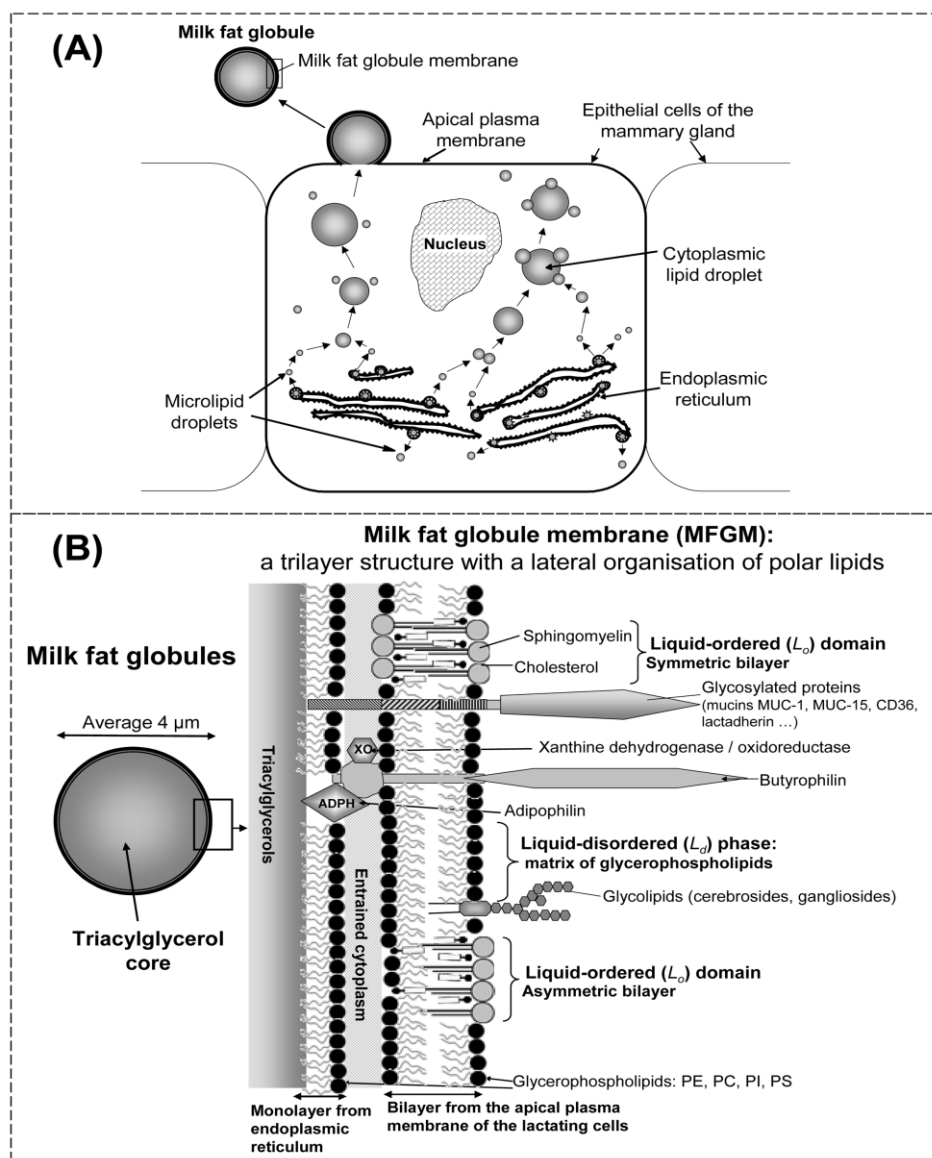 (A)
Milk fat globule
Milk fat globule membrane
Apical plasma
membrane
Epithelial cells of the
mammary gland
Nucleus
Cytoplasmic
lipid droplet
Microlipid
droplets
Endoplasmic
reticulum
(B)
Milk fat globule membrane (MFGM):
a trilayer structure with a lateral organisation of polar lipids
Milk fat globules
Average 4 µm
Triacylglycerol
core
Triacylglycerols
Entrained cytoplasm
Sphingomyelin
Cholesterol
Liquid-ordered (Lo) domain
Symmetric bilayer
Glycosylated proteins
(mucins MUC-1, MUC-15, CD36,
lactadherin ...)
XO
Xanthine dehydrogenase / oxidoreductase
Butyrophilin
ADPH
Adipophilin
Liquid-disordered (Ld) phase:
matrix of glycerophospholipids
Glycolipids (cerebrosides, gangliosides)
Liquid-ordered (Lo) domain
Asymmetric bilayer
Glycerophospholipids: PE, PC, PI, PS
Monolayer from
endoplasmic
reticulum
Bilayer from the apical plasma
membrane of the lactating cells